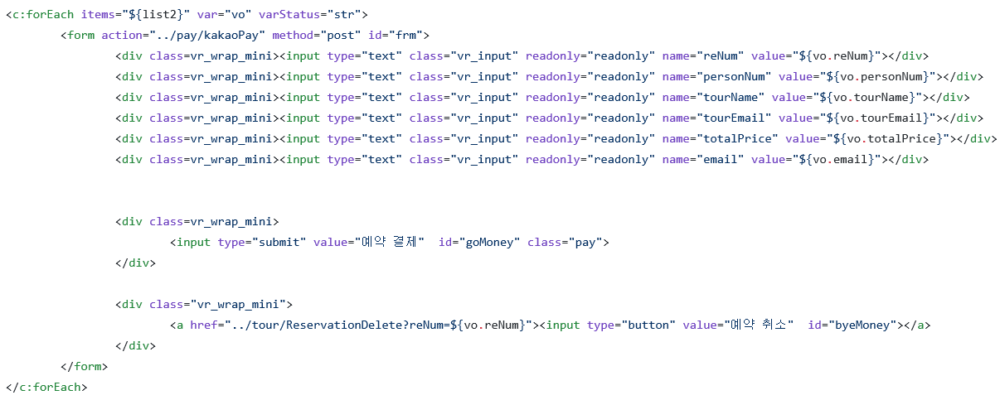 <c:forEach items="${list2}" var="vo" varStatus="str">
<form action="../pay/kakaoPay" method="post" id="frm">
<div class=vr_wrap_mini><input type="text" class="vr_input" readonly="readonly" name="reNum" value="${vo.reNum}"></div>
<div class=vr_wrap_mini><input type="text" class="vr_input" readonly="readonly" name="personNum" value="${vo.personNum}"></div>
<div class=vr_wrap_mini><input type="text" class="vr_input" readonly="readonly" name="tourName" value="${vo.tourName}"></div>
<div class=vr_wrap_mini><input type="text" class="vr_input" readonly="readonly" name="tourEmail" value="${vo.tourEmail}"></div>
<div class=vr_wrap_mini><input type="text" class="vr_input" readonly="readonly" name="totalPrice" value="${vo.totalPrice}"></div>
<div class=vr_wrap_mini><input type="text" class="vr_input" readonly="readonly" name="email" value="${vo.email}"></div>
<div class=vr_wrap_mini>
<input type="submit" value="예약 결제"  id="goMoney" class="pay">
</div>
<div class="vr_wrap_mini">
<a href="../tour/ReservationDelete?reNum=${vo.reNum}"><input type="button" value="예약 취소"  id="byeMoney"></a>
</div>
</form>
</c:forEach>